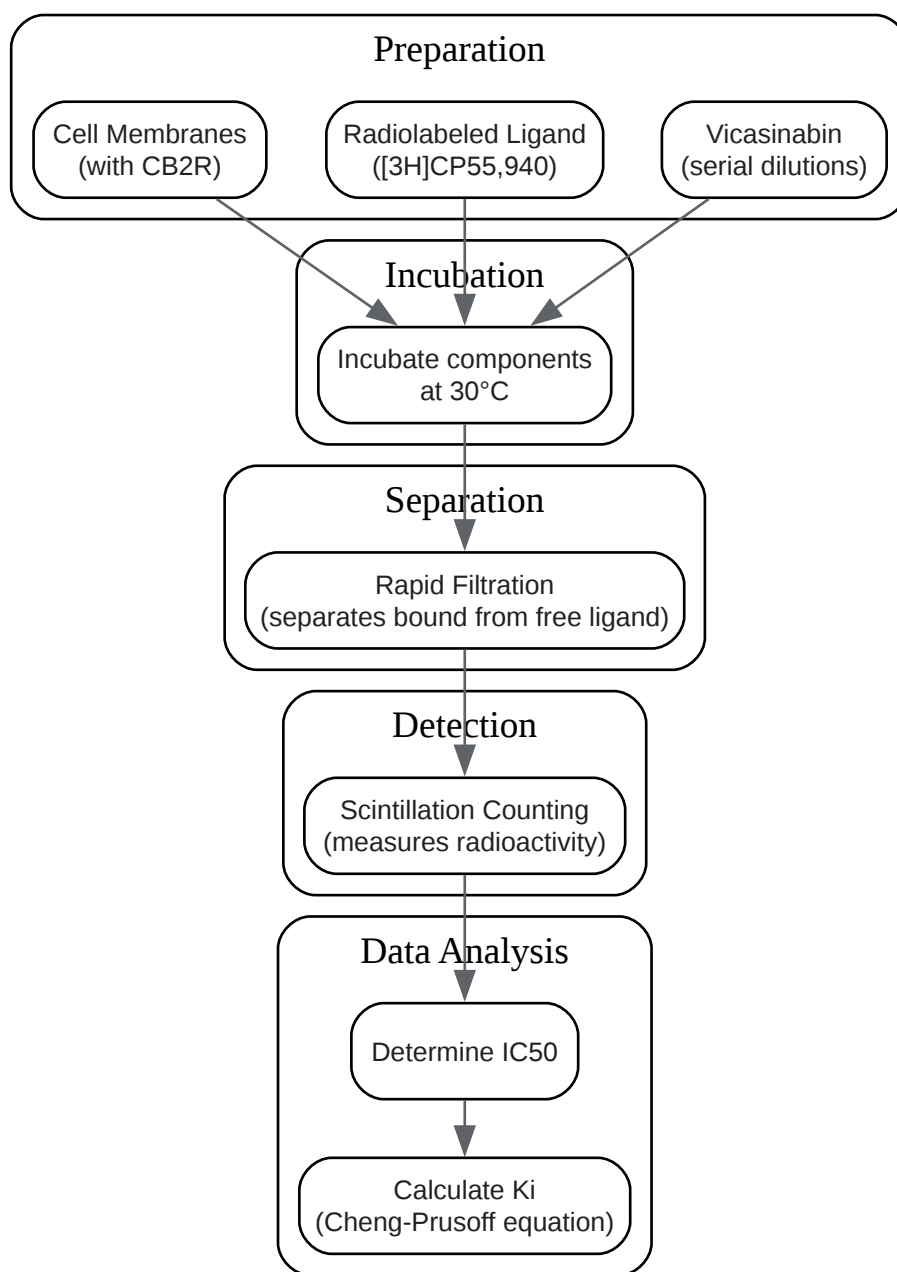 Preparation
Cell Membranes
(with CB2R)
Radiolabeled Ligand
([3H]CP55,940)
Vicasinabin
(serial dilutions)
Incubation
Incubate components
at 30°C
Separation
Rapid Filtration
(separates bound from free ligand)
Detection
Scintillation Counting
(measures radioactivity)
Data Analysis
Determine IC50
Calculate Ki
(Cheng-Prusoff equation)